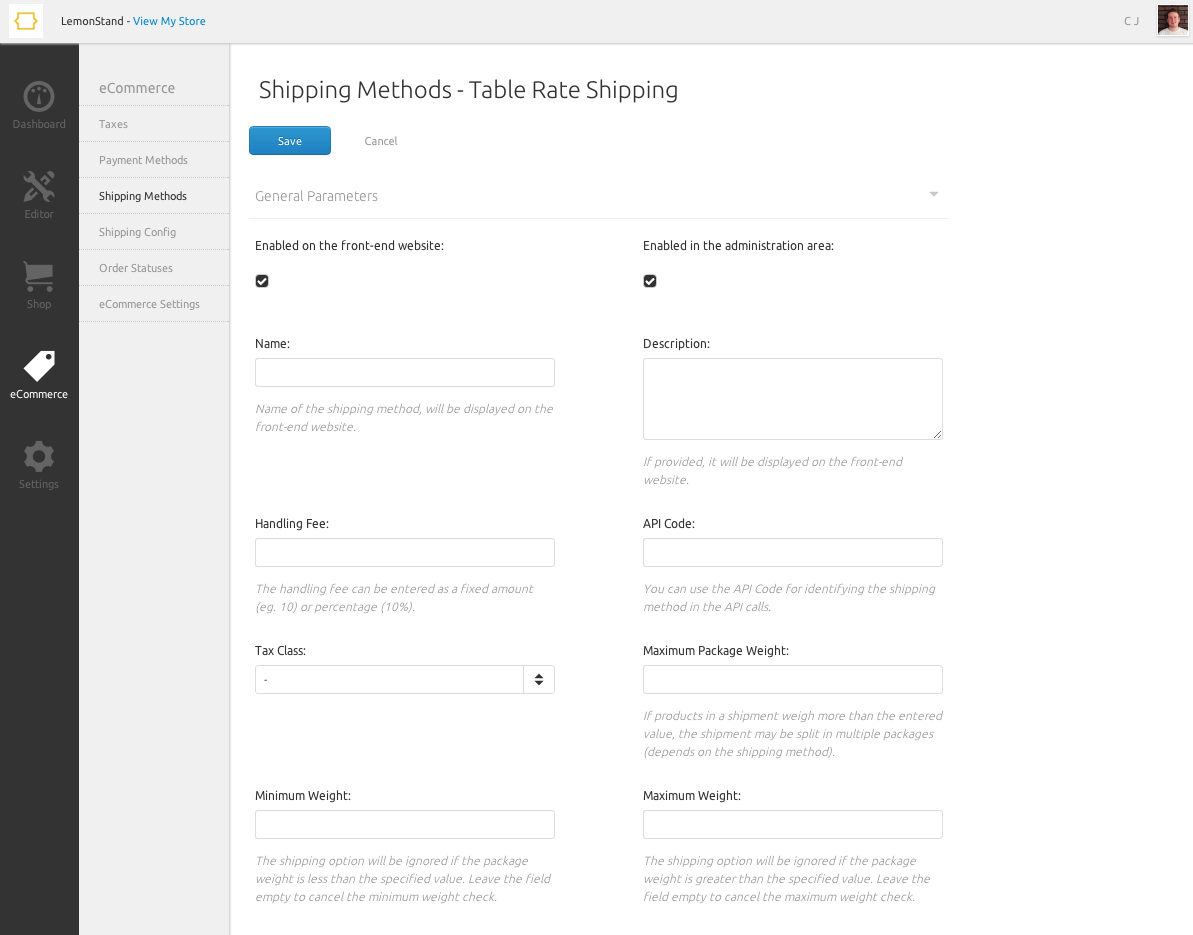 LemonStand - View My Store
C J
Dashboard
Editor
Shop
eCommerce
Settings
eCommerce
Taxes
Payment Methods
Shipping Methods
Shipping Config
Order Statuses
eCommerce Settings
Shipping Methods - Table Rate Shipping
Save
Cancel
General Parameters
Enabled on the front-end website:
Enabled in the administration area:
Name:
Name of the shipping method, will be displayed on the
front-end website.
Description:
If provided, it will be displayed on the front-end
website.
Handling Fee:
The handling fee can be entered as a fixed amount
(eg. 10) or percentage (10%).
API Code:
You can use the API Code for identifying the shipping
method in the API calls.
Tax Class:
-
Maximum Package Weight:
If products in a shipment weigh more than the entered
value, the shipment may be split in multiple packages
(depends on the shipping method).
Minimum Weight:
The shipping option will be ignored if the package
weight is less than the specified value. Leave the field
empty to cancel the minimum weight check.
Maximum Weight:
The shipping option will be ignored if the package
weight is greater than the specified value. Leave the
field empty to cancel the maximum weight check.